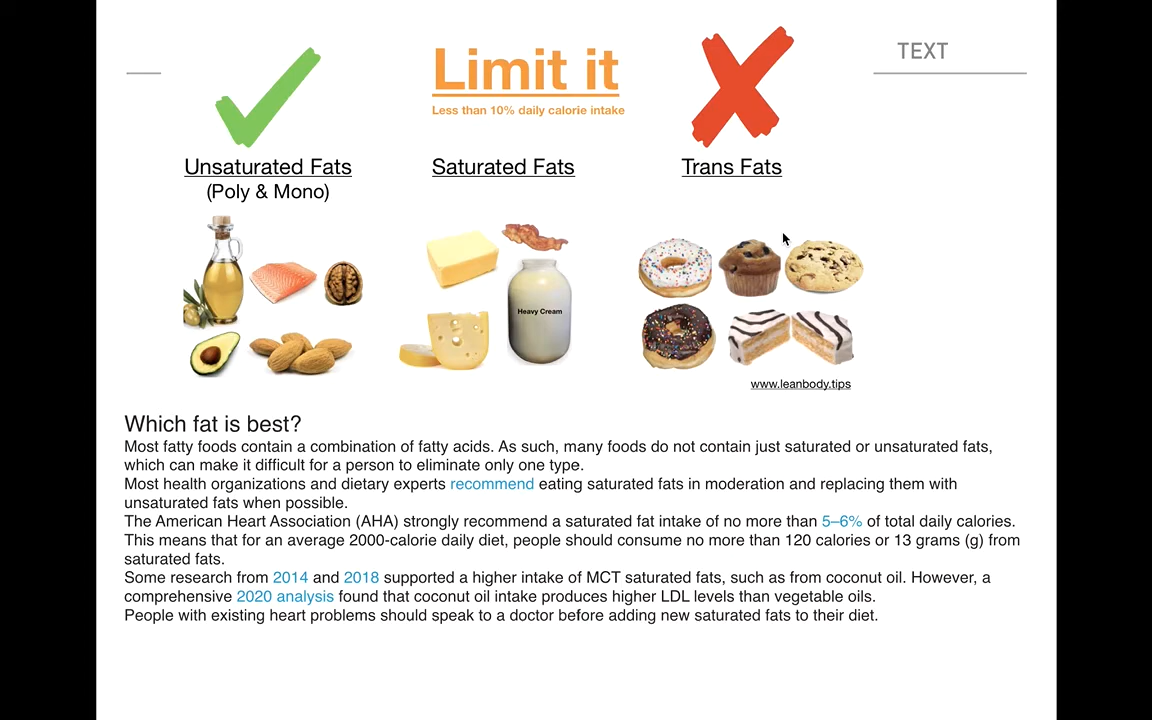 TEXT
Limit it
Less than 10% daily calorie intake
Unsaturated Fats
(Poly & Mono)
Saturated Fats
Trans Fats
Heavy Cream
www.leanbody.tips
Which fat is best?
Most fatty foods contain a combination of fatty acids. As such, many foods do not contain just saturated or unsaturated fats,
which can make it difficult for a person to eliminate only one type.
Most health organizations and dietary experts recommend eating saturated fats in moderation and replacing them with
unsaturated fats when possible.
The American Heart Association (AHA) strongly recommend a saturated fat intake of no more than 5–6% of total daily calories.
This means that for an average 2000-calorie daily diet, people should consume no more than 120 calories or 13 grams (g) from
saturated fats.
Some research from 2014 and 2018 supported a higher intake of MCT saturated fats, such as from coconut oil. However, a
comprehensive 2020 analysis found that coconut oil intake produces higher LDL levels than vegetable oils.
People with existing heart problems should speak to a doctor before adding new saturated fats to their diet.